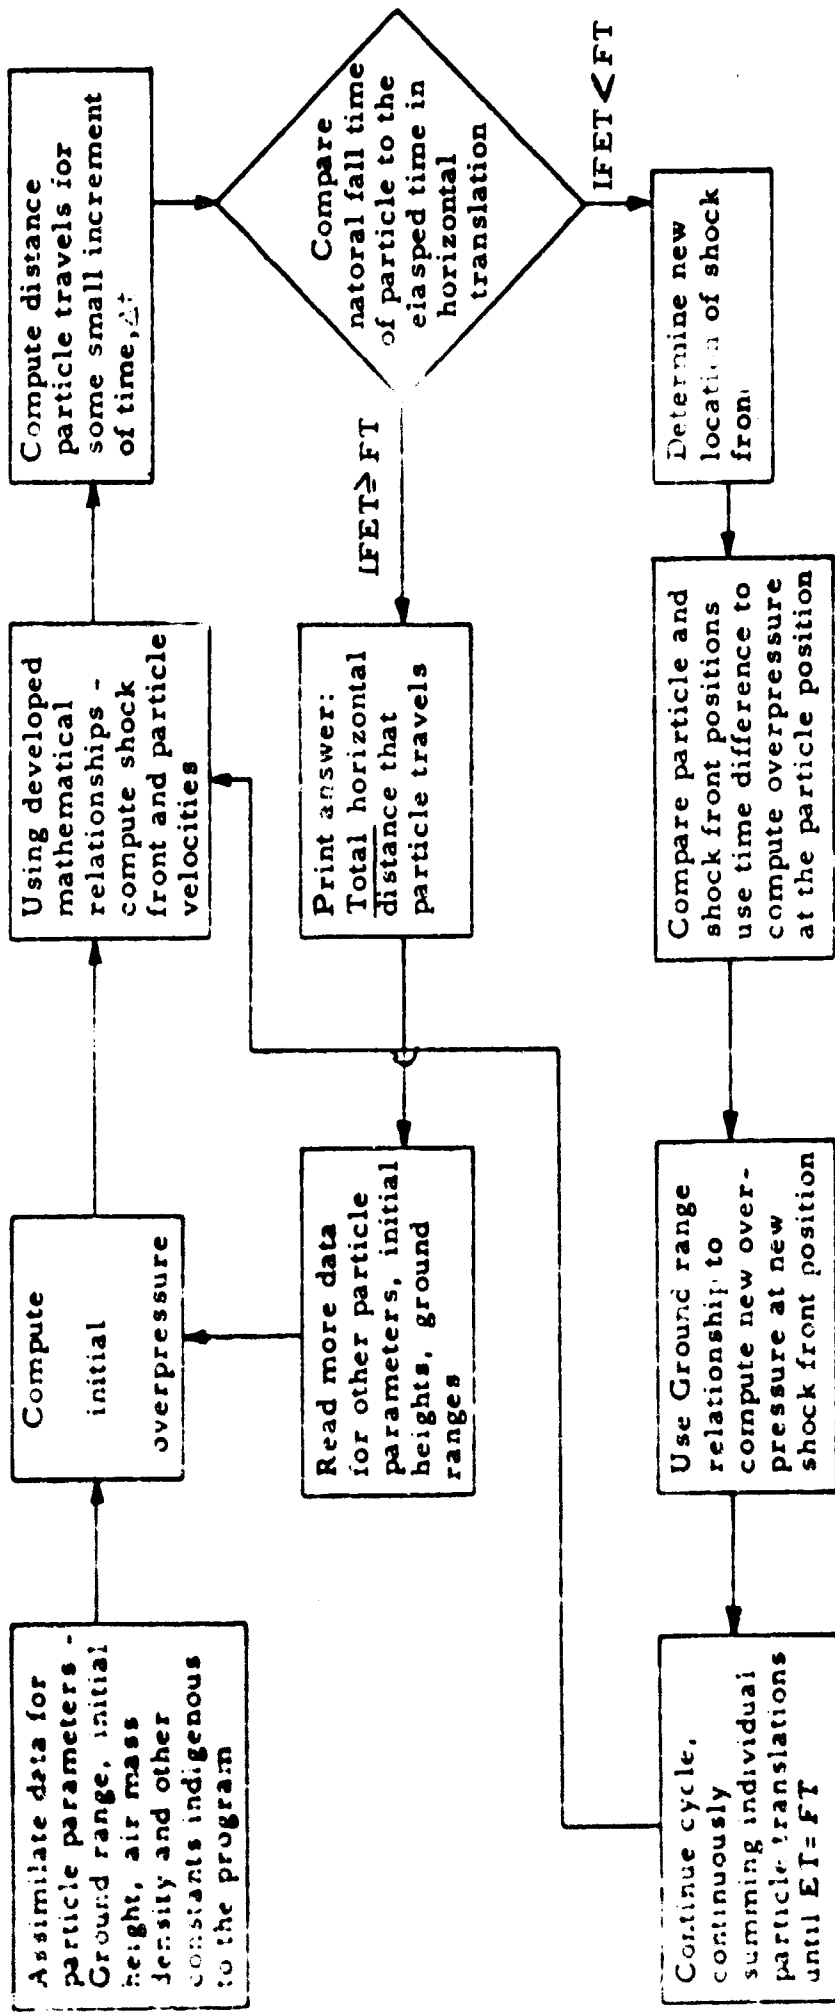 Assimilate data for
particle parameters -
Ground range, initial
height, air mass
density and other
constants indigenous
to the program
Compute
initial
overpressure
Using developed
mathematical
relationships -
compute shock
front and particle
velocities
Compute distance
particle travels for
some small increment
of time, Δt
Compare
natoral fall time
of particle to the
elasped time in
horizontal
translation
IFET≥FT
IFET<FT
Print answer:
Total horizontal
distance that
particle travels
Read more data
for other particle
parameters, initial
heights, ground
ranges
Determine new
location of shock
front
Compare particle and
shock front positions
use time difference to
compute overpressure
at the particle position
Use Ground range
relationship to
compute new over-
pressure at new
shock front position
Continue cycle,
continuously
summing individual
particle translations
until ET=FT